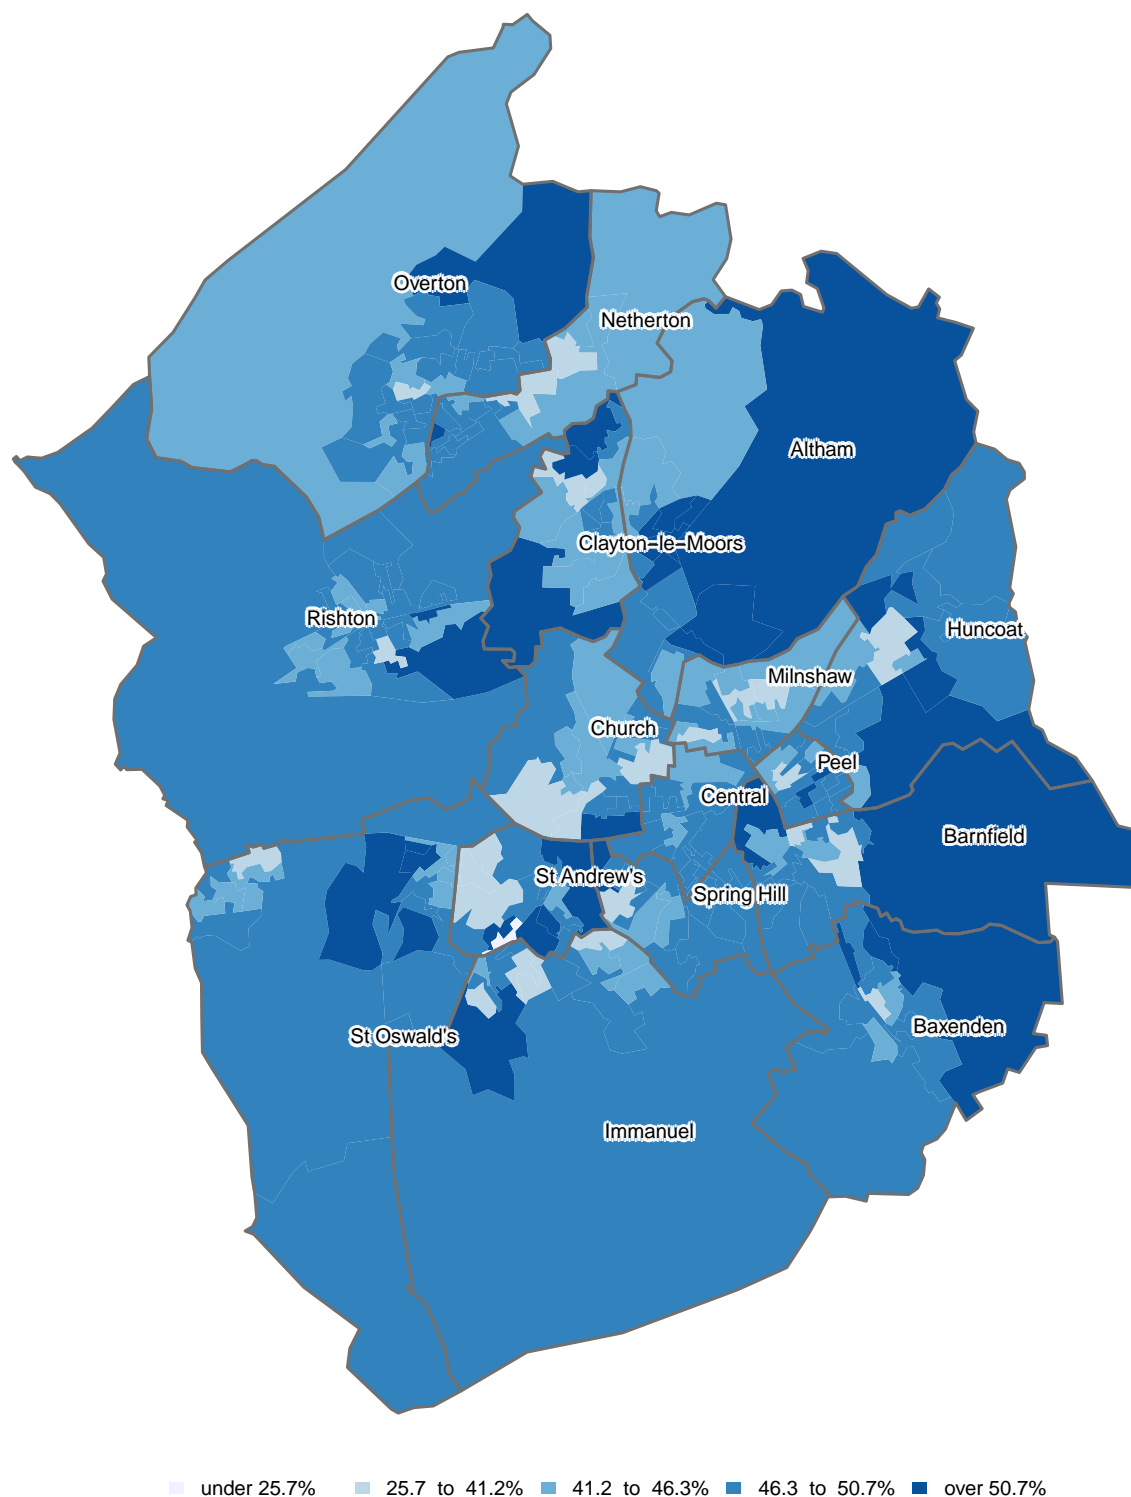 Overton
Netherton
Altham
Clayton−le−Moors
Rishton
Huncoat
Milnshaw
Church
Peel
Central
Barnfield
St Andrew's
Spring Hill
Baxenden
St Oswald's
Immanuel
under 25.7% 25.7 to 41.2% 41.2 to 46.3% 46.3 to 50.7% over 50.7%